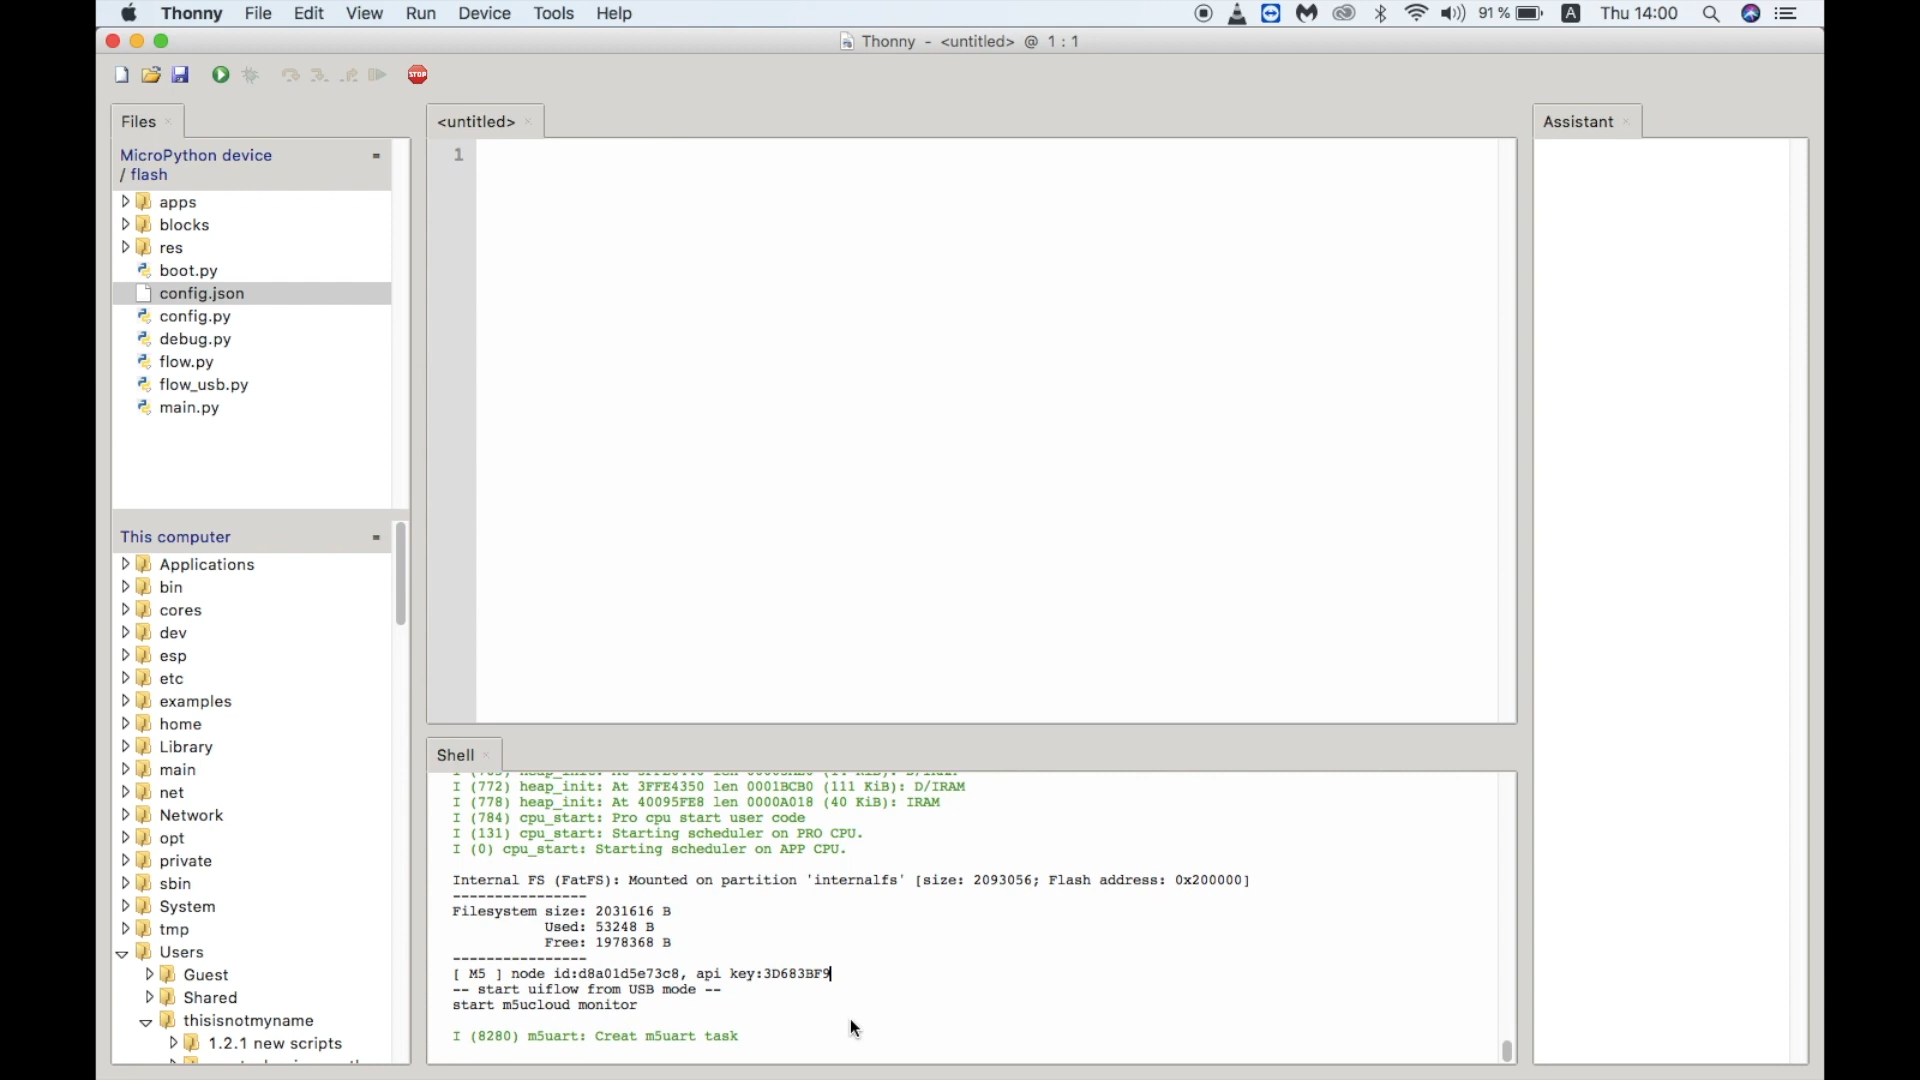 Thonny File Edit View Run Device Tools Help 91 % A Thu 14:00
Thonny - <untitled> @ 1 : 1
STOP
Files
MicroPython device
/ flash
apps
blocks
res
boot.py
config.json
config.py
debug.py
flow.py
flow_usb.py
main.py
This computer
Applications
bin
cores
dev
esp
etc
examples
home
Library
main
net
Network
opt
private
sbin
System
tmp
Users
Guest
Shared
thisisnotmyname
1.2.1 new scripts
<untitled>
1
Shell
I (772) heap_init: At 3FFE4350 len 0001BCB0 (111 KiB): D/IRAM
I (778) heap_init: At 40095FE8 len 0000A018 (40 KiB): IRAM
I (784) cpu_start: Pro cpu start user code
I (131) cpu_start: Starting scheduler on PRO CPU.
I (0) cpu_start: Starting scheduler on APP CPU.
Internal FS (FatFS): Mounted on partition 'internalfs' [size: 2093056; Flash address: 0x200000]
----------------
Filesystem size: 2031616 B
Used: 53248 B
Free: 1978368 B
----------------
[ M5 ] node id:d8a01d5e73c8, api key:3D683BF9
-- start uiflow from USB mode --
start m5ucloud monitor
I (8280) m5uart: Creat m5uart task
Assistant